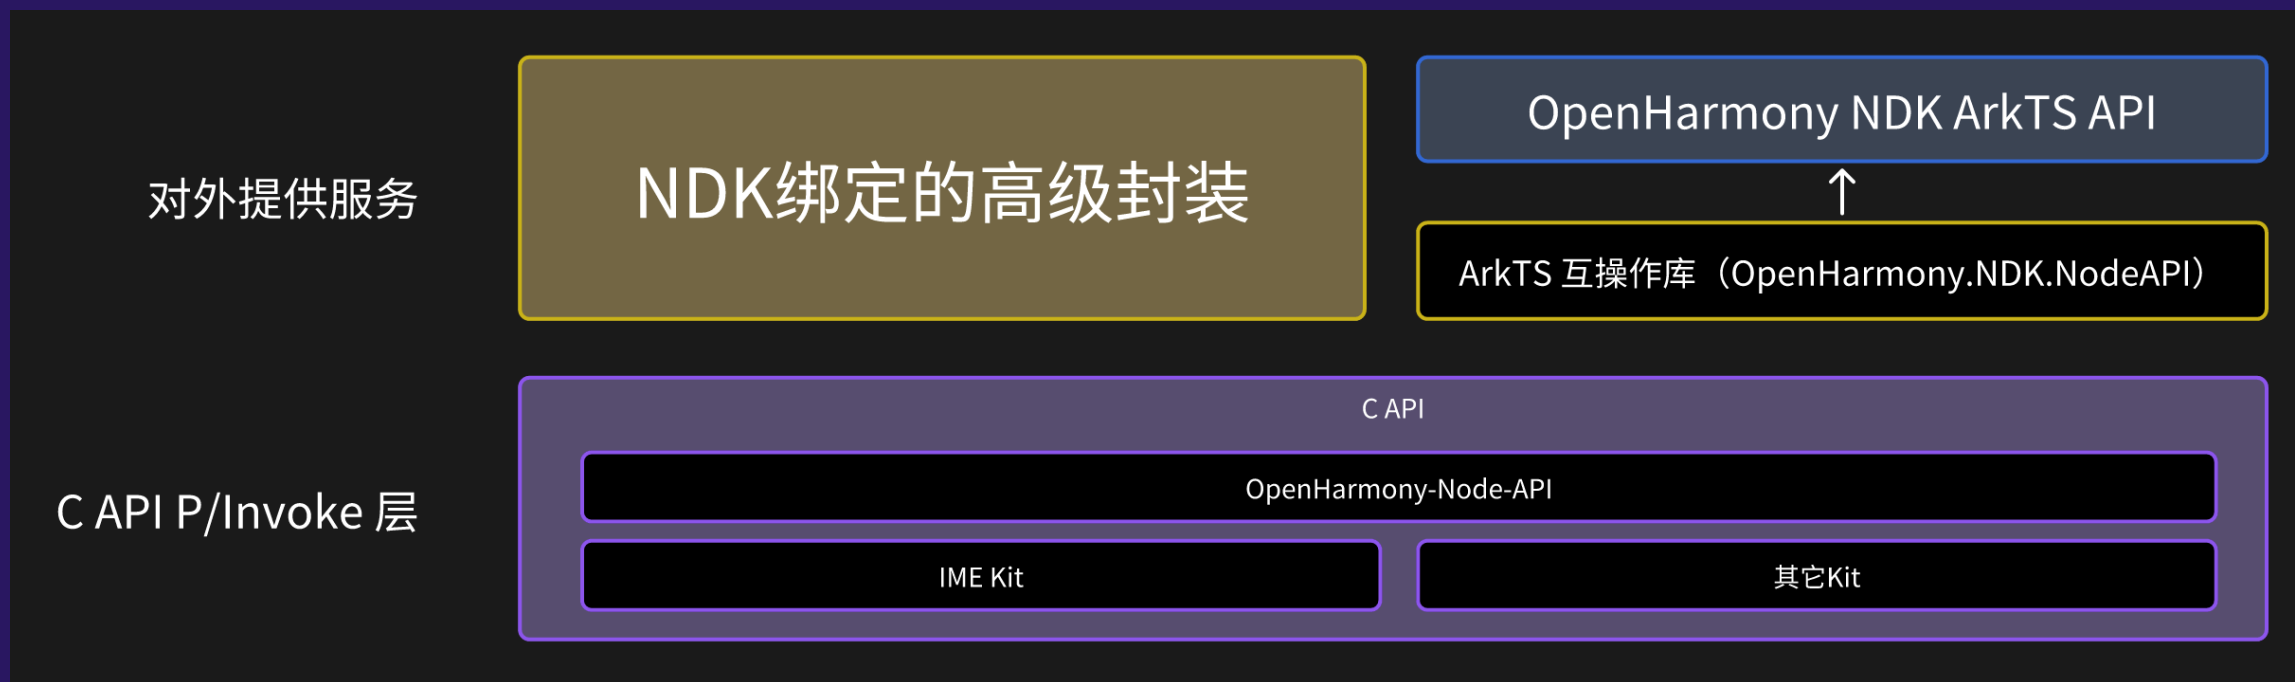 对外提供服务
NDK绑定的高级封装
OpenHarmony NDK ArkTS API
ArkTS 互操作库（OpenHarmony.NDK.NodeAPI）
C API P/Invoke 层
C API
OpenHarmony-Node-API
IME Kit
其它Kit